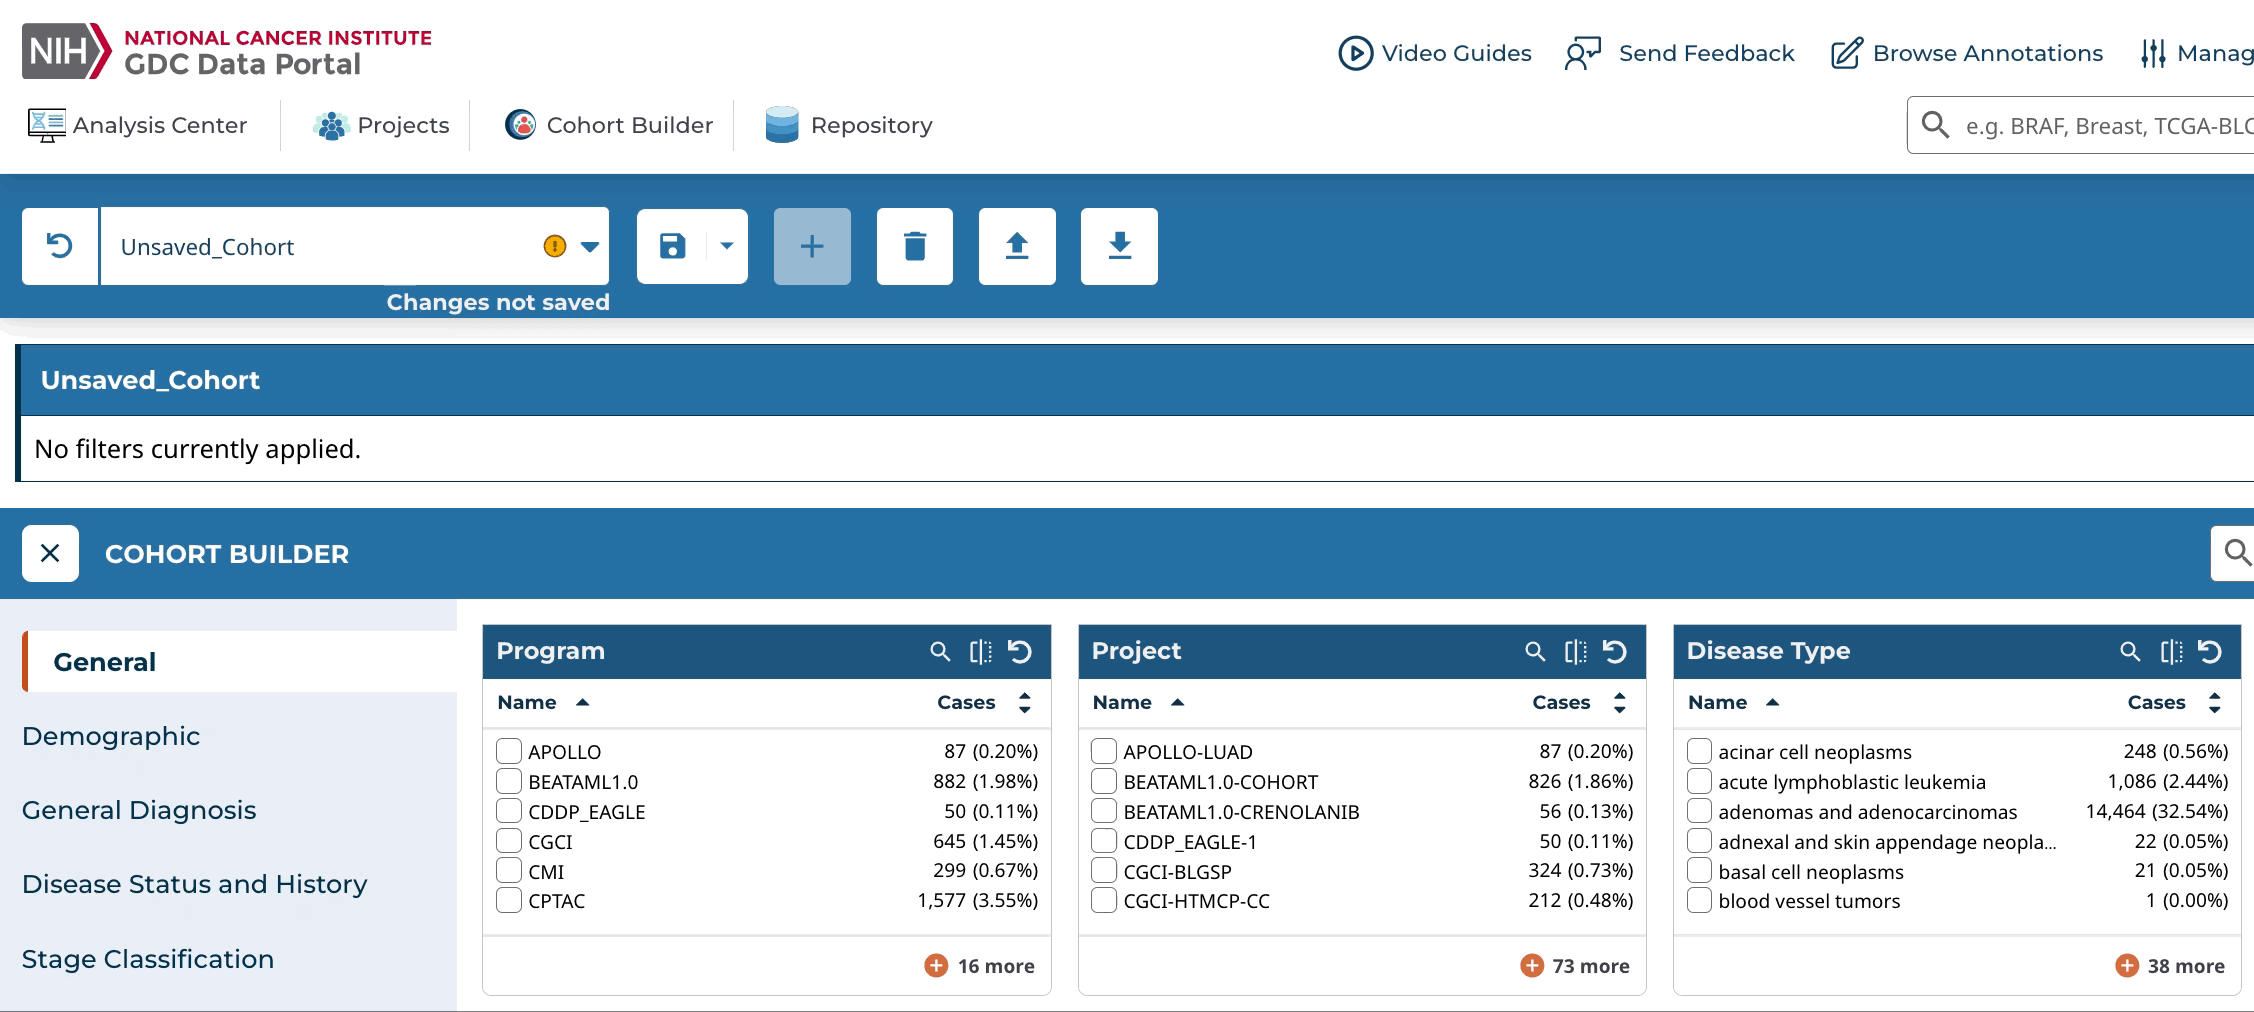 NIH NATIONAL CANCER INSTITUTE
GDC Data Portal
Video Guides Send Feedback Browse Annotations Manag
Analysis Center Projects Cohort Builder Repository
e.g. BRAF, Breast, TCGA-BLC
Unsaved_Cohort
Changes not saved
Unsaved_Cohort
No filters currently applied.
COHORT BUILDER
General
Demographic
General Diagnosis
Disease Status and History
Stage Classification
Program
Name Cases
APOLLO 87 (0.20%)
BEATAML1.0 882 (1.98%)
CDDP_EAGLE 50 (0.11%)
CGCI 645 (1.45%)
CMI 299 (0.67%)
CPTAC 1,577 (3.55%)
16 more
Project
Name Cases
APOLLO-LUAD 87 (0.20%)
BEATAML1.0-COHORT 826 (1.86%)
BEATAML1.0-CRENOLANIB 56 (0.13%)
CDDP_EAGLE-1 50 (0.11%)
CGCI-BLGSP 324 (0.73%)
CGCI-HTMCP-CC 212 (0.48%)
73 more
Disease Type
Name Cases
acinar cell neoplasms 248 (0.56%)
acute lymphoblastic leukemia 1,086 (2.44%)
adenomas and adenocarcinomas 14,464 (32.54%)
adnexal and skin appendage neopla... 22 (0.05%)
basal cell neoplasms 21 (0.05%)
blood vessel tumors 1 (0.00%)
38 more